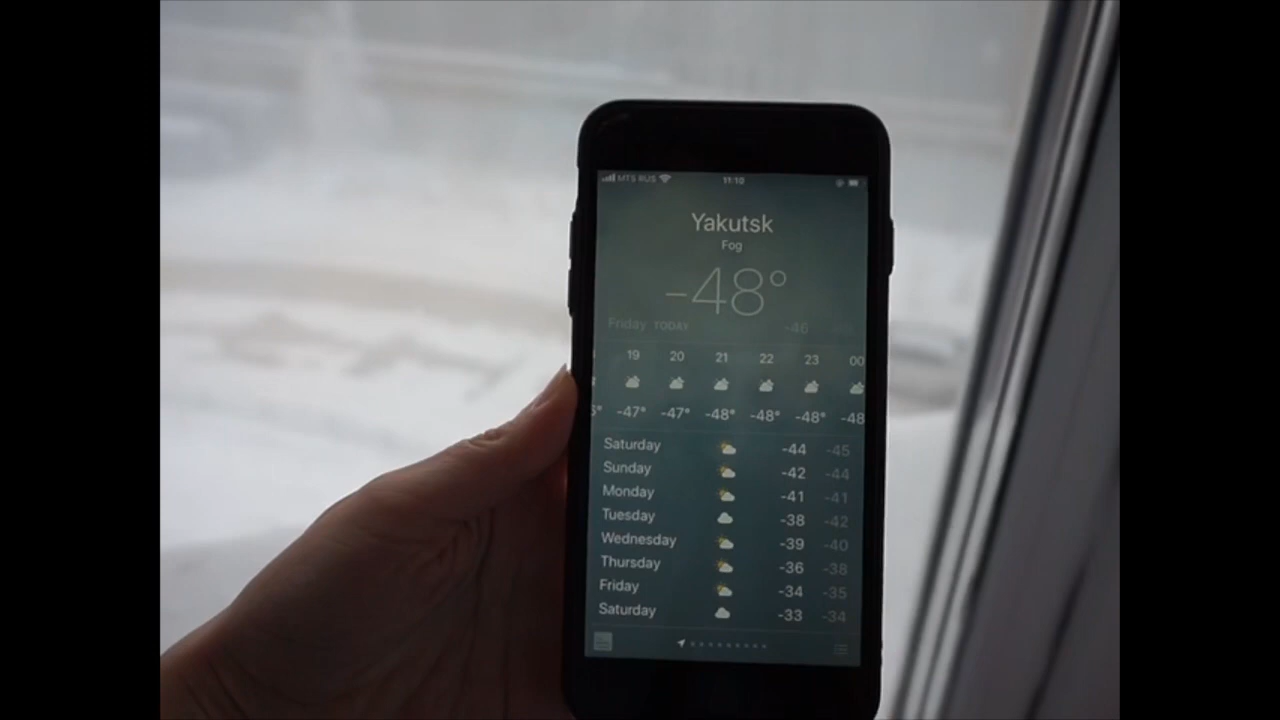 MTS RUS 11:10
Yakutsk
Fog
-48°
Friday TODAY -46
19 20 21 22 23 00
-47° -47° -48° -48° -48° -48
Saturday -44 -45
Sunday -42 -44
Monday -41 -41
Tuesday -38 -42
Wednesday -39 -40
Thursday -36 -38
Friday -34 -35
Saturday -33 -34